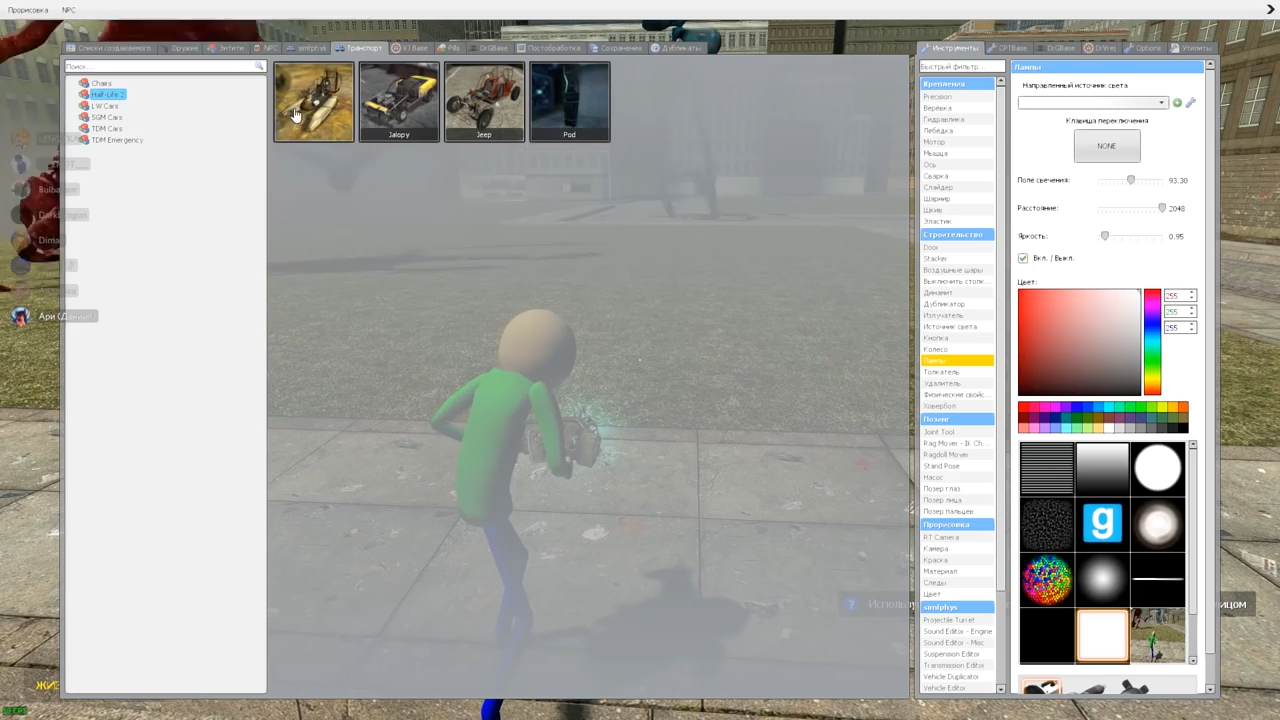 Прорисовка NPC
Списки создаваемого Оружие Энтити NPC simfphys Транспорт VJ Base Pills DrGBase Постобработка Сохранения Дубликаты
Поиск...
Chairs
Half-Life 2
LW Cars
SGM Cars
TDM Cars
TDM Emergency
Jalopy Jeep Pod
Dima
Ари (Дании
ЖИЗ
Инструменты CPTBase DrGBase DrVrej Options Утилиты
Быстрый фильтр...
Крепления
Precision
Верёвка
Гидравлика
Лебёдка
Мотор
Мышца
Ось
Сварка
Слайдер
Шарнир
Шкив
Эластик
Строительство
Door
Stacker
Воздушные шары
Выключить столк...
Динамит
Дубликатор
Излучатель
Источник света
Кнопка
Колесо
Лампы
Толкатель
Удалитель
Физические свойс...
Ховербол
Позинг
Joint Tool
Rag Mover - IK Ch...
Ragdoll Mover
Stand Pose
Насос
Позер глаз
Позер лица
Позер пальцев
Прорисовка
RT Camera
Камера
Краска
Материал
Следы
Цвет
simfphys
Projectile Turret
Sound Editor - Engine
Sound Editor - Misc
Suspension Editor
Transmission Editor
Vehicle Duplicator
Vehicle Editor
Лампы
Направленный источник света
Клавиша переключения
NONE
Поле свечения: 93.30
Расстояние: 2048
Яркость: 0.95
Вкл. / Выкл.
Цвет:
255
255
255
g
? Использу
ицом